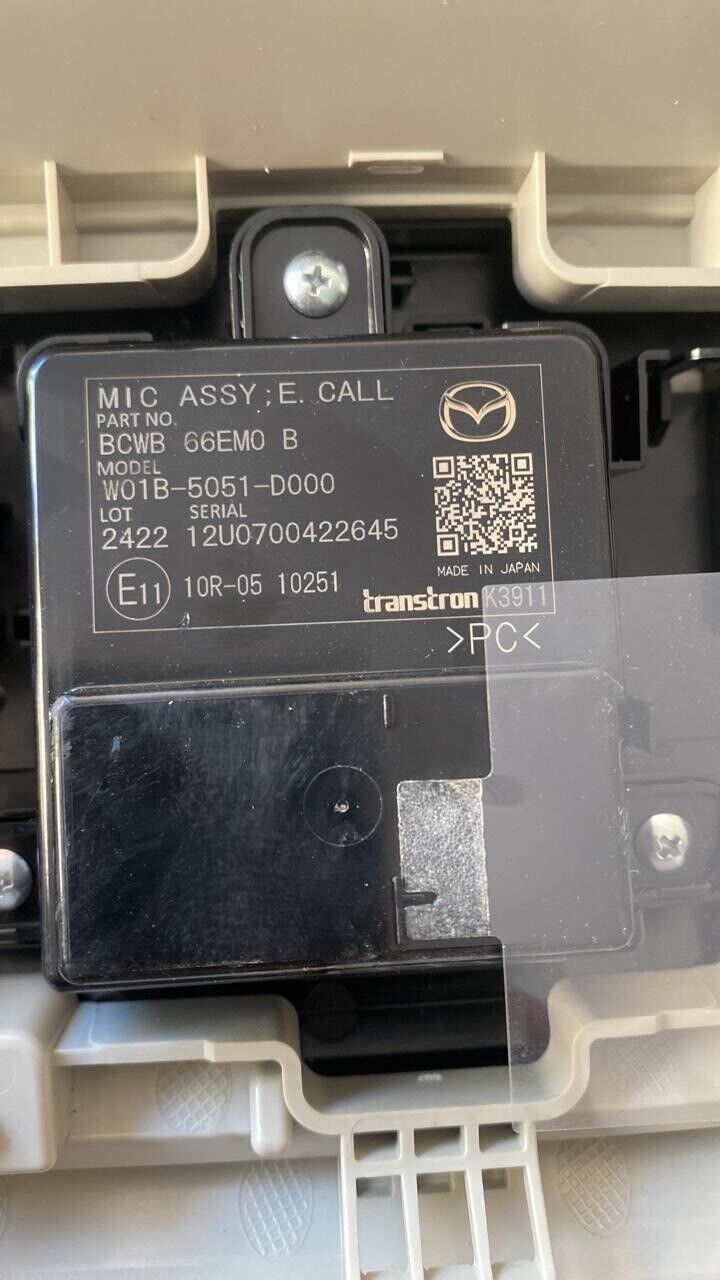 MIC ASSY;E. CALL
PART NO.
BCWB 66EM0 B
MODEL
W01B-5051-D000
LOT SERIAL
2422 12U0700422645
E11 10R-05 10251
MADE IN JAPAN
transtron K3911
>PC<